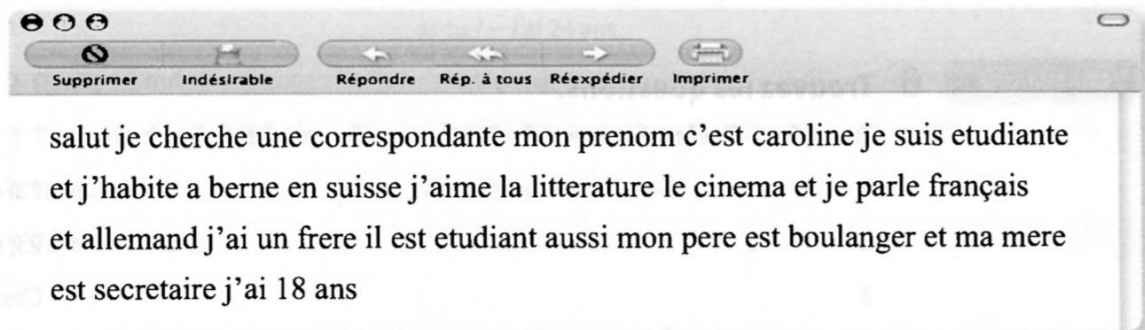 Supprimer Indésirable Répondre Rép. à tous Réexpédier Imprimer
salut je cherche une correspondante mon prenom c’est caroline je suis etudiante
et j’habite a berne en suisse j’aime la litterature le cinema et je parle français
et allemand j’ai un frere il est etudiant aussi mon pere est boulanger et ma mere
est secretaire j’ai 18 ans